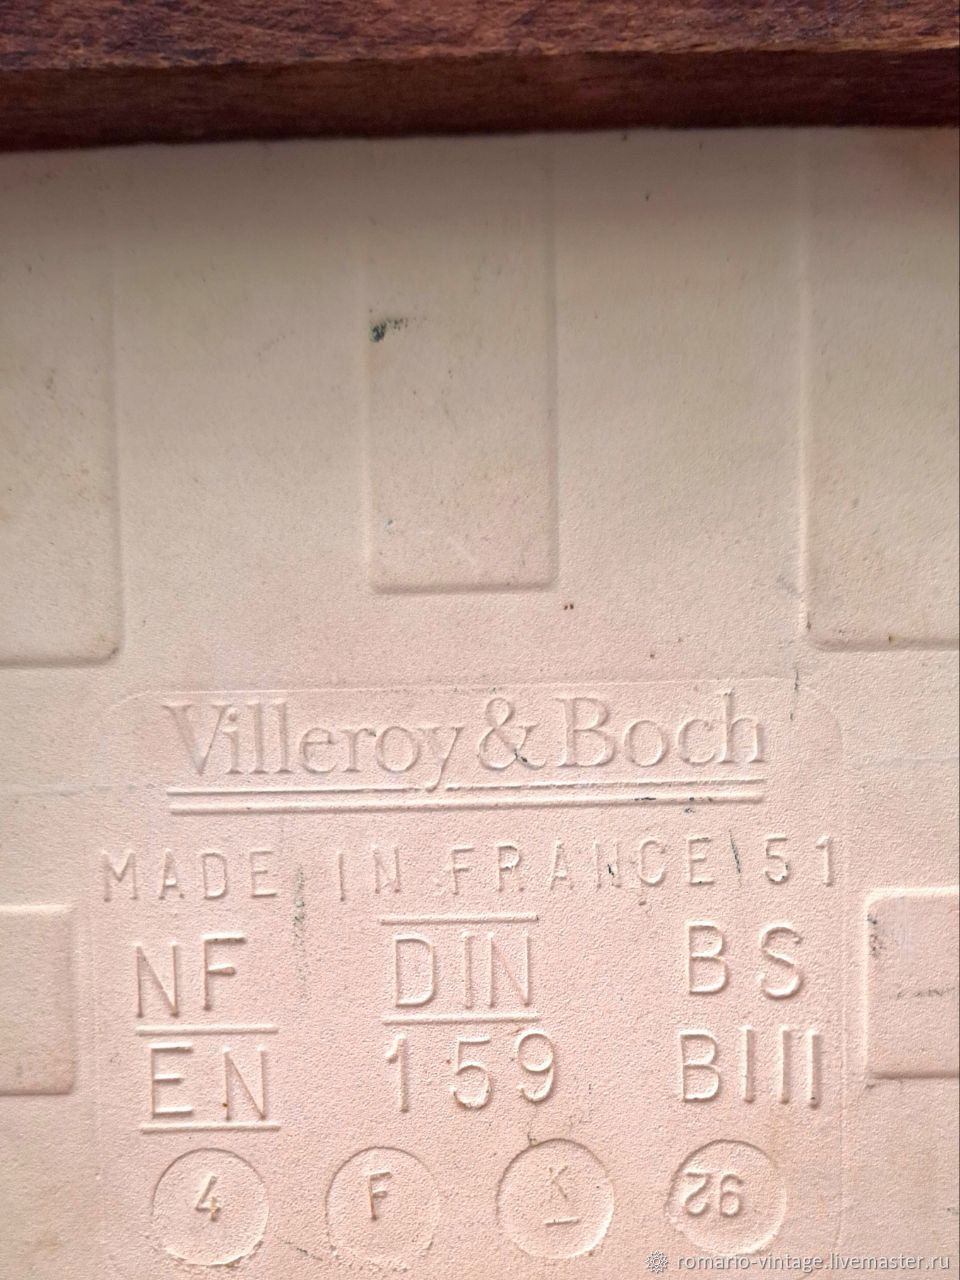 Villeroy & Boch
MADE IN FRANCE 51
NF DIN BS
EN 159 BIII
4 F K 92
romario-vintage.livemaster.ru